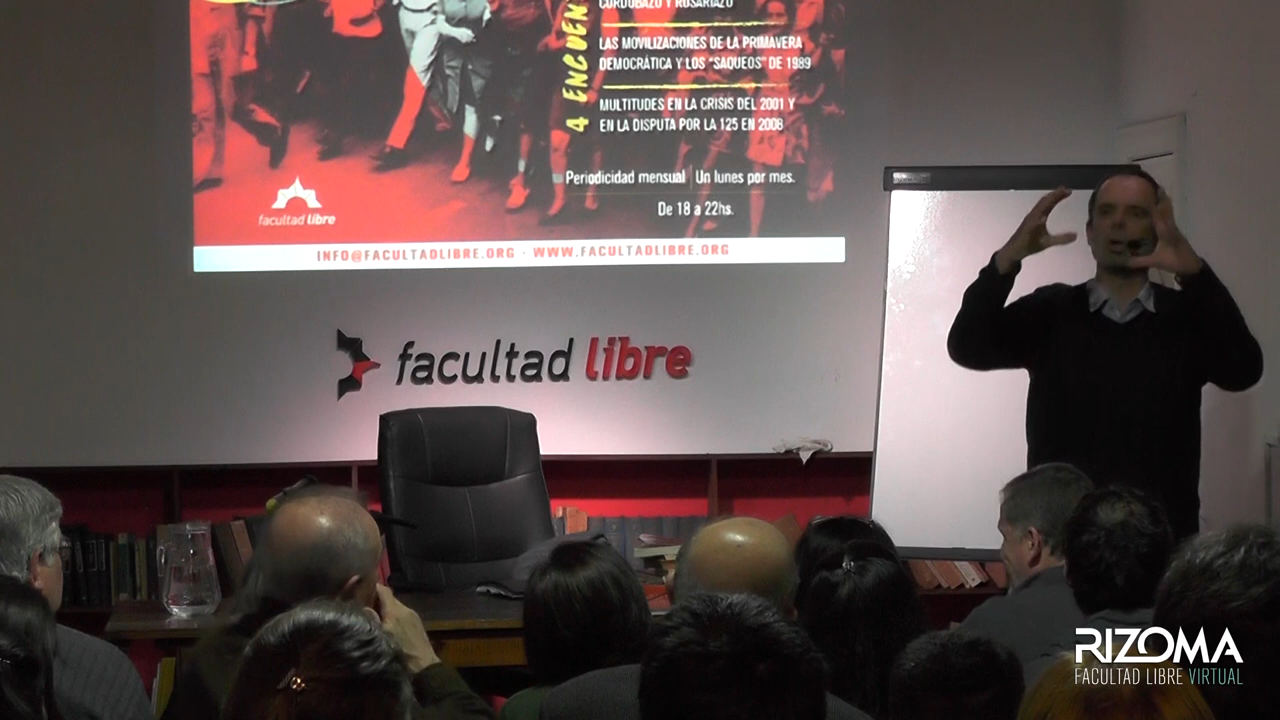 CORDOBAZO Y ROSARIAZO
4 ENCUEN
LAS MOVILIZACIONES DE LA PRIMAVERA
DEMOCRÁTICA Y LOS "SAQUEOS" DE 1989
MULTITUDES EN LA CRISIS DEL 2001 Y
EN LA DISPUTA POR LA 125 EN 2008
Periodicidad mensual | Un lunes por mes.
De 18 a 22hs.
facultad libre
INFO@FACULTADLIBRE.ORG · WWW.FACULTADLIBRE.ORG
facultad libre
RIZOMA
FACULTAD LIBRE VIRTUAL